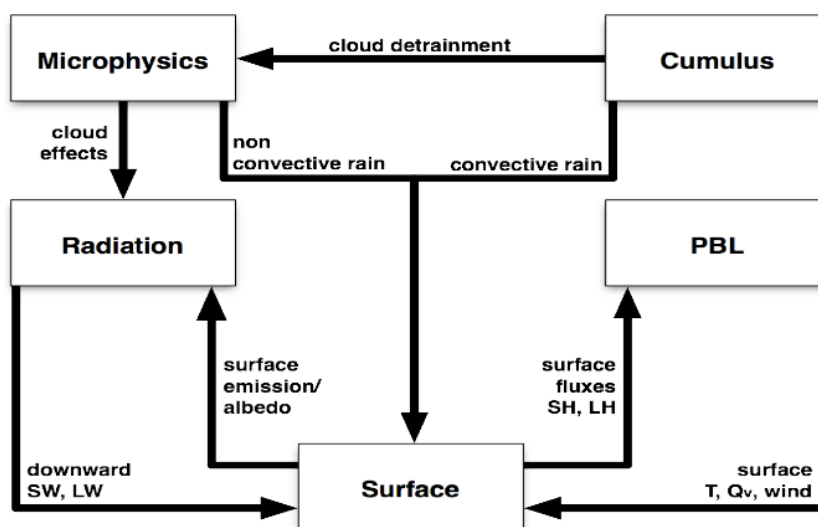 Microphysics
cloud detrainment
Cumulus
cloud
effects
non
convective rain
convective rain
Radiation
PBL
surface
emission/
albedo
surface
fluxes
SH, LH
downward
SW, LW
Surface
surface
T, Qv, wind